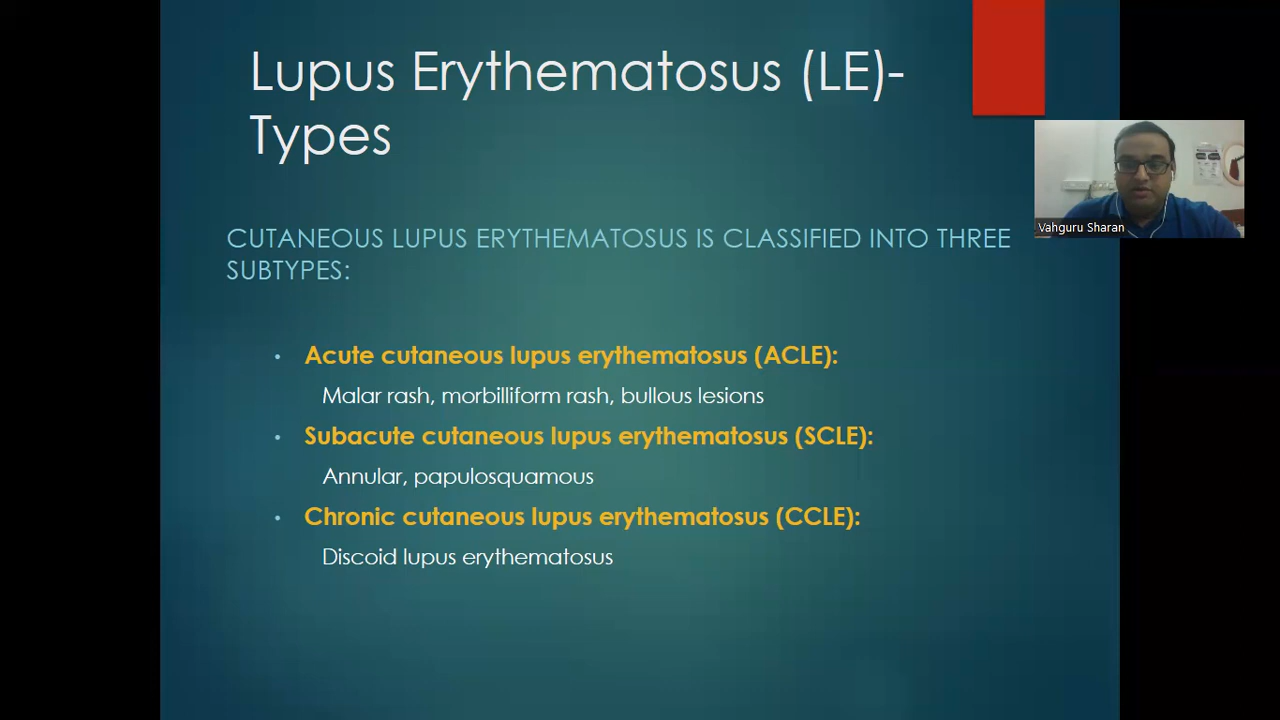 Lupus Erythematosus (LE)-
Types
CUTANEOUS LUPUS ERYTHEMATOSUS IS CLASSIFIED INTO THREE
SUBTYPES:
• Acute cutaneous lupus erythematosus (ACLE):
Malar rash, morbilliform rash, bullous lesions
• Subacute cutaneous lupus erythematosus (SCLE):
Annular, papulosquamous
• Chronic cutaneous lupus erythematosus (CCLE):
Discoid lupus erythematosus
Vahguru Sharan